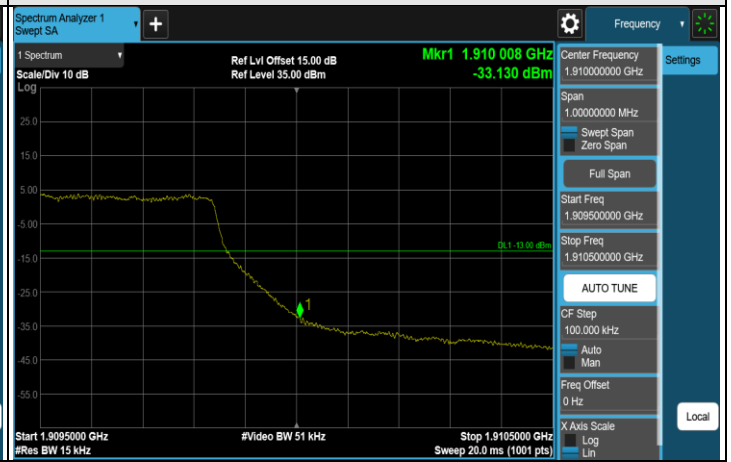 Spectrum Analyzer 1
Swept SA
+
Frequency
1 Spectrum
Scale/Div 10 dB
Log
Ref Lvl Offset 15.00 dB
Ref Level 35.00 dBm
Mkr1 1.910 008 GHz
-33.130 dBm
25.0
15.0
5.00
-5.00
-15.0
-25.0
-35.0
-45.0
-55.0
DL1 -13.00 dBm
1
Start 1.9095000 GHz
#Res BW 15 kHz
#Video BW 51 kHz
Stop 1.9105000 GHz
Sweep 20.0 ms (1001 pts)
Center Frequency
1.910000000 GHz
Span
1.00000000 MHz
Swept Span
Zero Span
Full Span
Start Freq
1.909500000 GHz
Stop Freq
1.910500000 GHz
AUTO TUNE
CF Step
100.000 kHz
Auto
Man
Freq Offset
0 Hz
X Axis Scale
Log
Lin
Settings
Local